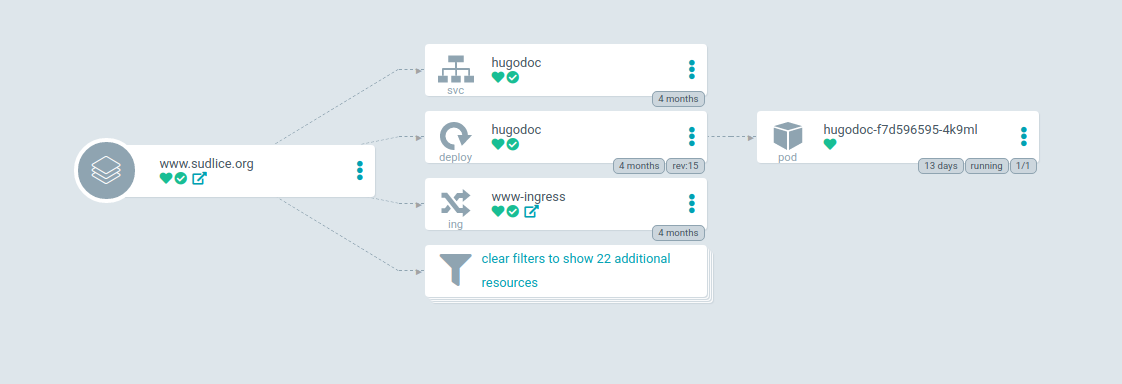 www.sudlice.org
hugodoc
svc
4 months
hugodoc
deploy
4 months
rev:15
www-ingress
ing
4 months
clear filters to show 22 additional
resources
hugodoc-f7d596595-4k9ml
pod
13 days
running
1/1